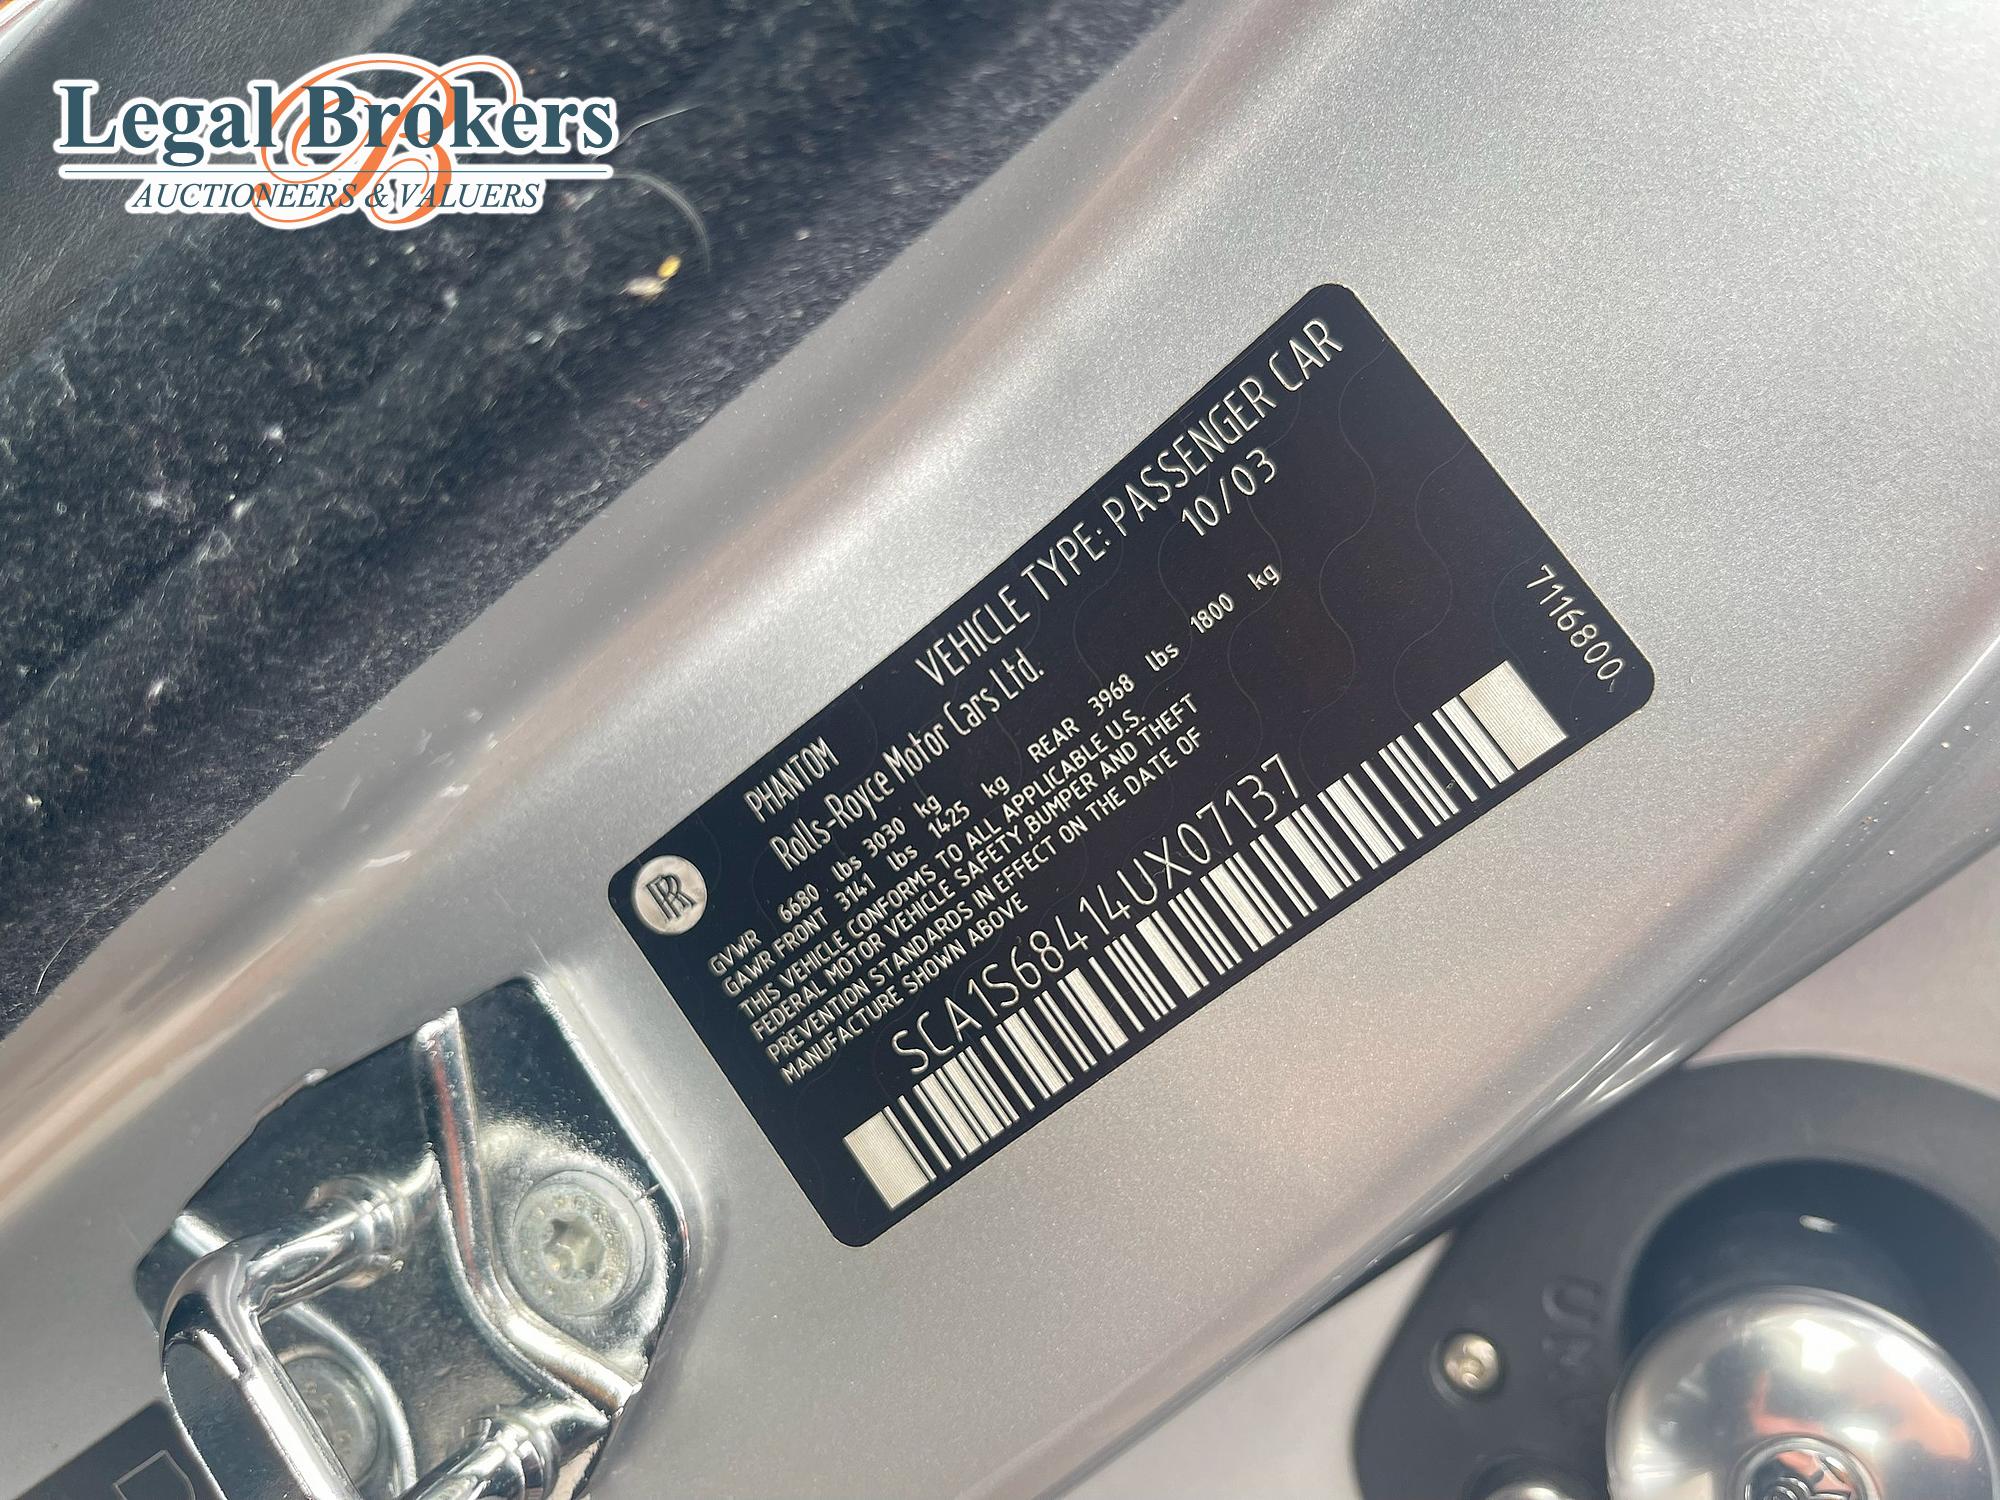 Legal Brokers
AUCTIONEERS & VALUERS
PHANTOM
VEHICLE TYPE: PASSENGER CAR
Rolls-Royce Motor Cars Ltd.
10/03
RR
GVWR 6680 lbs 3030 kg
GAWR FRONT 3141 lbs 1425 kg REAR 3968 lbs 1800 kg
THIS VEHICLE CONFORMS TO ALL APPLICABLE U.S.
FEDERAL MOTOR VEHICLE SAFETY,BUMPER AND THEFT
PREVENTION STANDARDS IN EFFECT ON THE DATE OF
MANUFACTURE SHOWN ABOVE
7116800
SCA1S68414UX07137